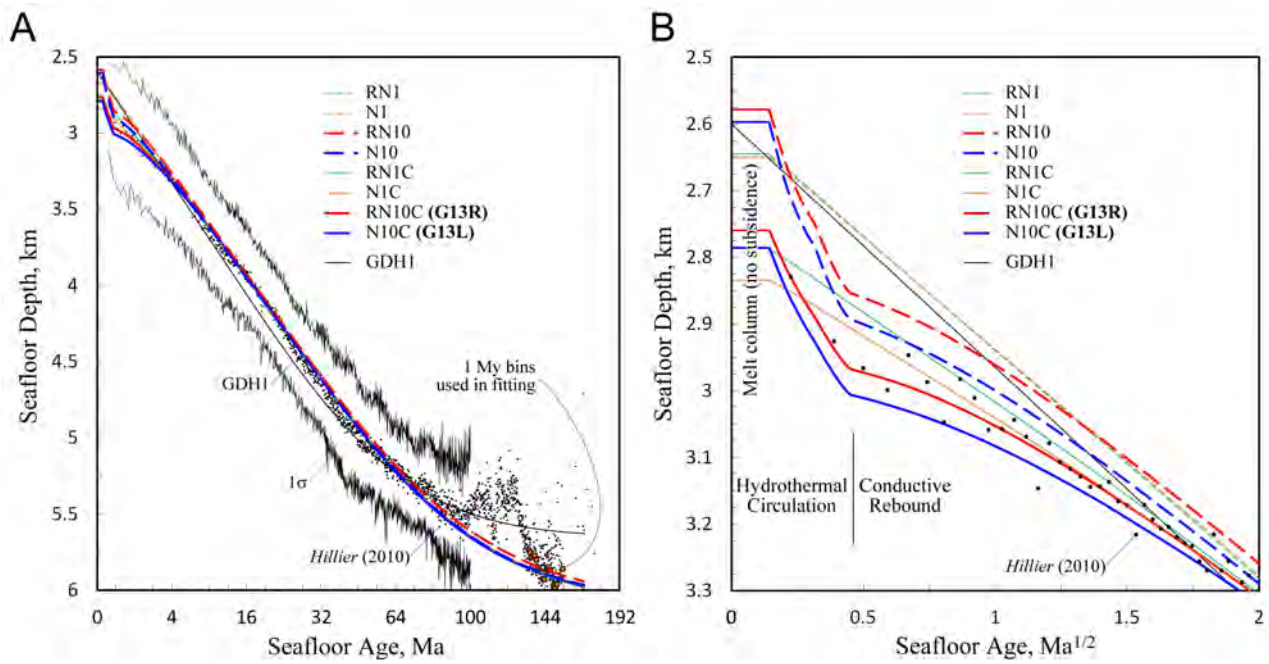 A
2.5
3
3.5
4
4.5
5
5.5
6
Seafloor Depth, km
0
4
16
32
64
100
144
192
Seafloor Age, Ma
RN1
N1
RN10
N10
RN1C
N1C
RN10C (G13R)
N10C (G13L)
GDH1
GDH1
1σ
Hillier (2010)
1 My bins
used in fitting
B
2.5
2.6
2.7
2.8
2.9
3.0
3.1
3.2
3.3
Seafloor Depth, km
0
0.5
1
1.5
2
Seafloor Age, Ma1/2
RN1
N1
RN10
N10
RN1C
N1C
RN10C (G13R)
N10C (G13L)
GDH1
Melt column (no subsidence)
Hydrothermal
Circulation
Conductive
Rebound
Hillier (2010)